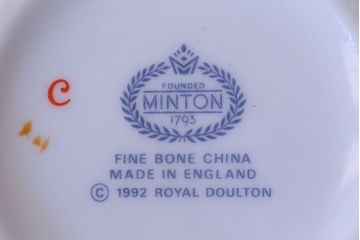 C
FOUNDED
MINTON
1793
FINE BONE CHINA
MADE IN ENGLAND
© 1992 ROYAL DOULTON